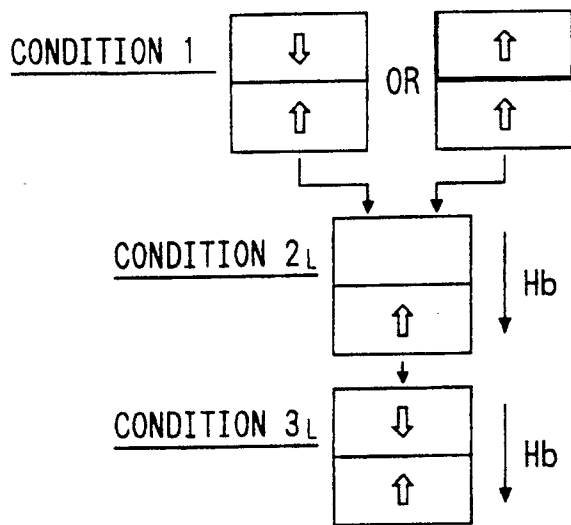 CONDITION 1
OR
CONDITION 2L
Hb
CONDITION 3L
Hb